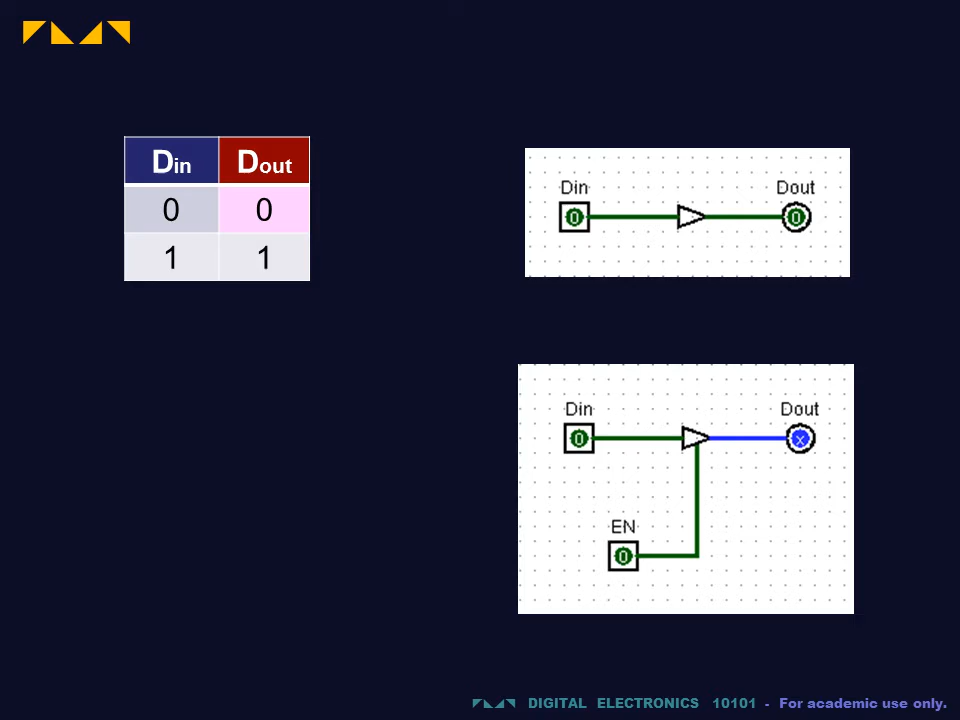 Din Dout
0 0
1 1
Din Dout
0 0
Din Dout
0 x
EN
0
DIGITAL ELECTRONICS 10101 - For academic use only.